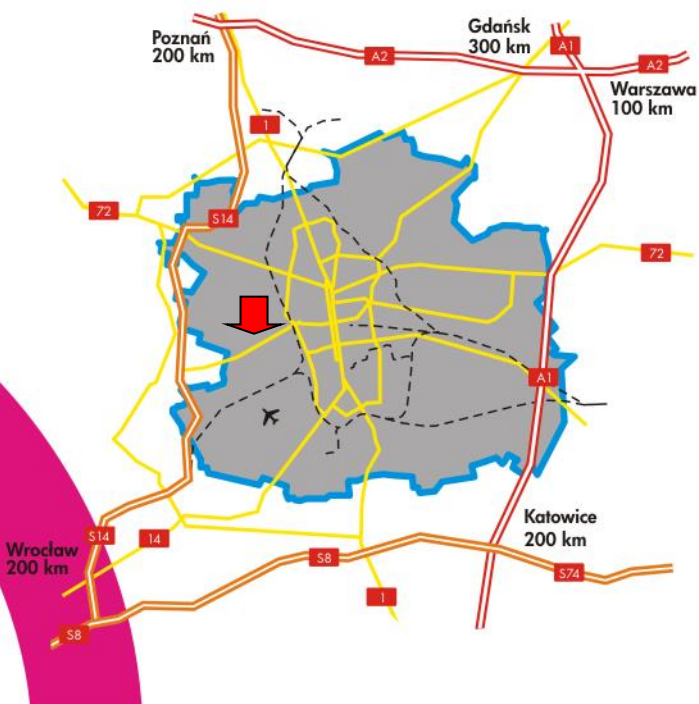 Poznań
200 km
Gdańsk
300 km
A1
A2
A2
Warszawa
100 km
1
72
S14
72
A1
Katowice
200 km
S14
14
Wrocław
200 km
S8
S74
1
S8